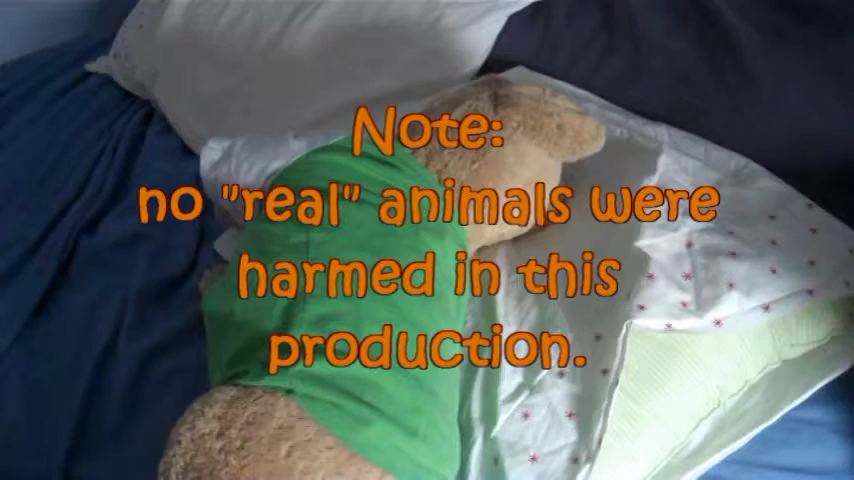 Note:
no "real" animals were
harmed in this
production.